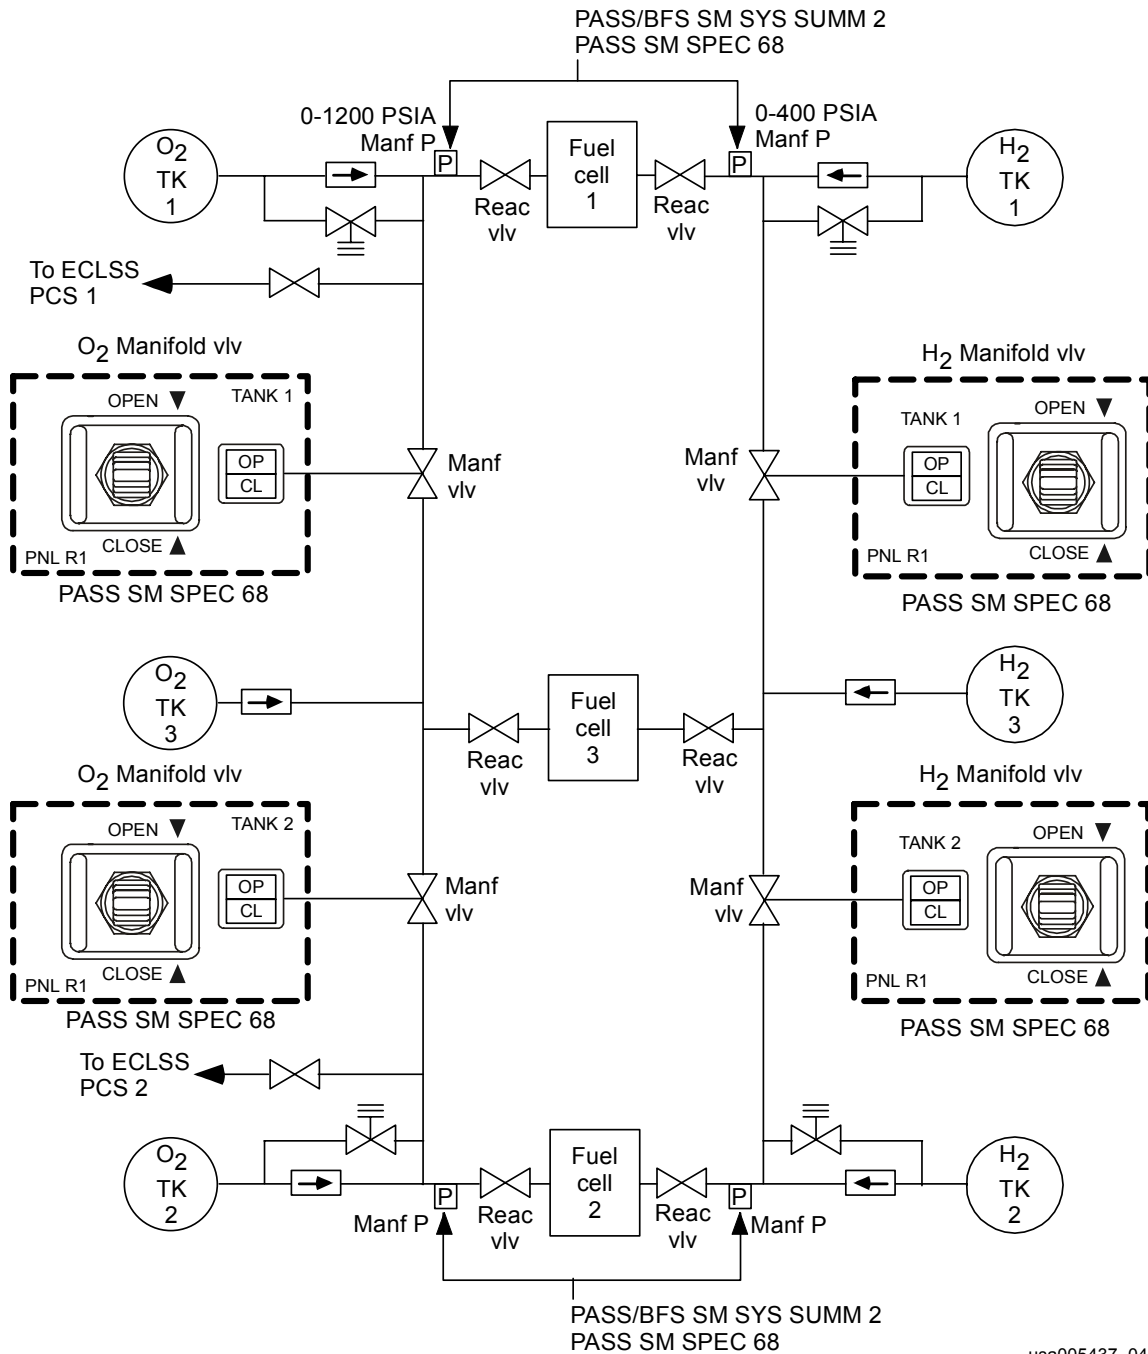 PASS/BFS SM SYS SUMM 2
PASS SM SPEC 68
0-1200 PSIA
Manf P
0-400 PSIA
Manf P
O2
TK
1
P
Fuel
cell
1
P
H2
TK
1
Reac
vlv
Reac
vlv
To ECLSS
PCS 1
O2 Manifold vlv
H2 Manifold vlv
OPEN
TANK 1
OP
CL
CLOSE
PNL R1
PASS SM SPEC 68
Manf
vlv
Manf
vlv
TANK 1
OPEN
OP
CL
CLOSE
PNL R1
PASS SM SPEC 68
O2
TK
3
Fuel
cell
3
H2
TK
3
Reac
vlv
Reac
vlv
O2 Manifold vlv
H2 Manifold vlv
OPEN
TANK 2
OP
CL
CLOSE
PNL R1
PASS SM SPEC 68
Manf
vlv
Manf
vlv
TANK 2
OPEN
OP
CL
CLOSE
PNL R1
PASS SM SPEC 68
To ECLSS
PCS 2
O2
TK
2
P
Fuel
cell
2
P
H2
TK
2
Manf P
Reac
vlv
Reac
vlv
Manf P
PASS/BFS SM SYS SUMM 2
PASS SM SPEC 68